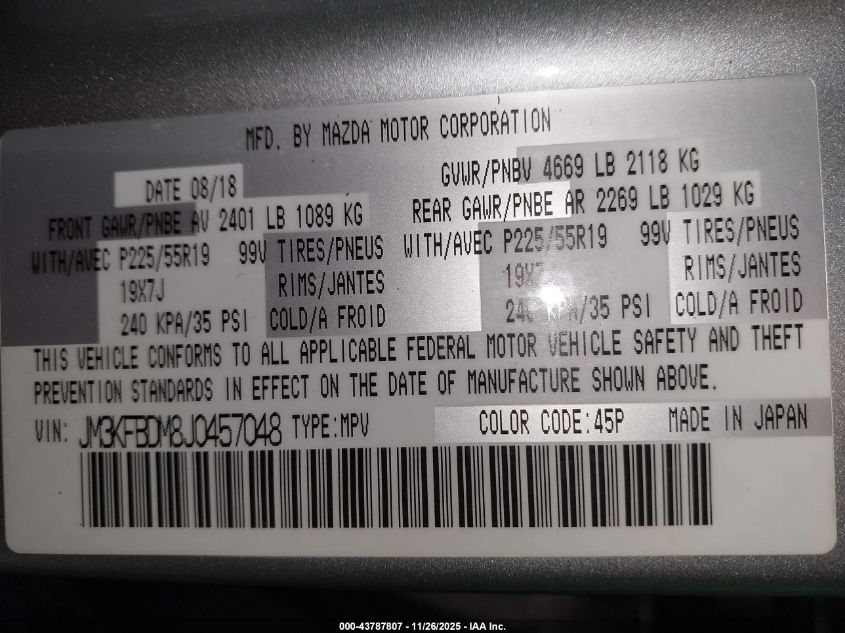 MFD. BY MAZDA MOTOR CORPORATION
DATE 08/18 GVWR/PNBV 4669 LB 2118 KG
FRONT GAWR/PNBE AV 2401 LB 1089 KG REAR GAWR/PNBE AR 2269 LB 1029 KG
WITH/AVEC P225/55R19 99V TIRES/PNEUS WITH/AVEC P225/55R19 99V TIRES/PNEUS
19X7J RIMS/JANTES 19X7J RIMS/JANTES
240 KPA/35 PSI COLD/A FROID 240 KPA/35 PSI COLD/A FROID
THIS VEHICLE CONFORMS TO ALL APPLICABLE FEDERAL MOTOR VEHICLE SAFETY AND THEFT
PREVENTION STANDARDS IN EFFECT ON THE DATE OF MANUFACTURE SHOWN ABOVE.
VIN: JM3KFBDM8J0457048 TYPE:MPV COLOR CODE:45P MADE IN JAPAN
000-43787807 - 11/26/2025 - IAA Inc.